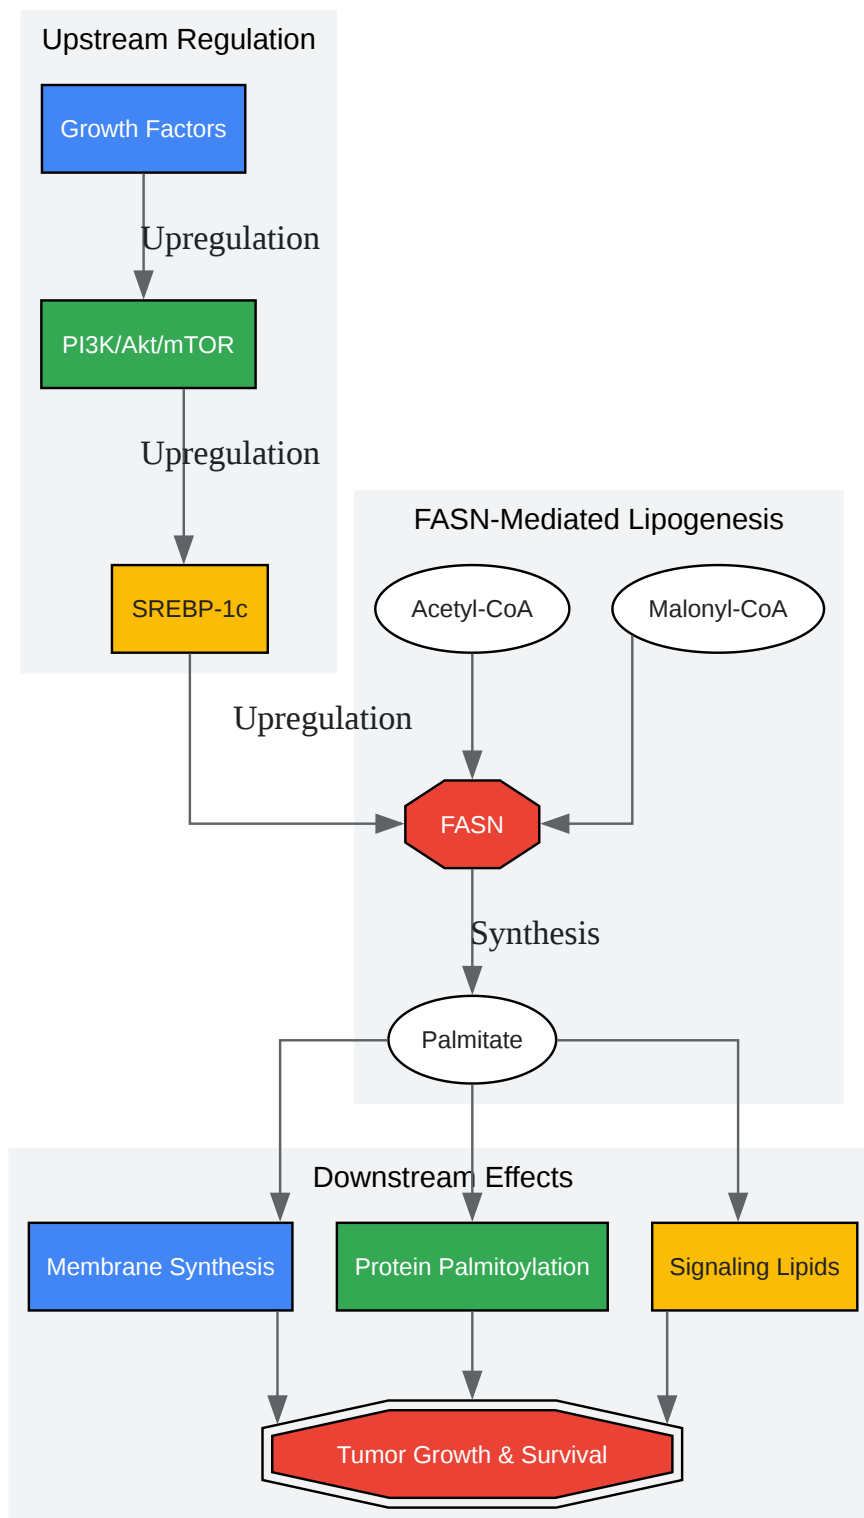 Upstream Regulation
Growth Factors
Upregulation
PI3K/Akt/mTOR
Upregulation
SREBP-1c
FASN-Mediated Lipogenesis
Acetyl-CoA
Malonyl-CoA
Upregulation
FASN
Synthesis
Palmitate
Downstream Effects
Membrane Synthesis
Protein Palmitoylation
Signaling Lipids
Tumor Growth & Survival